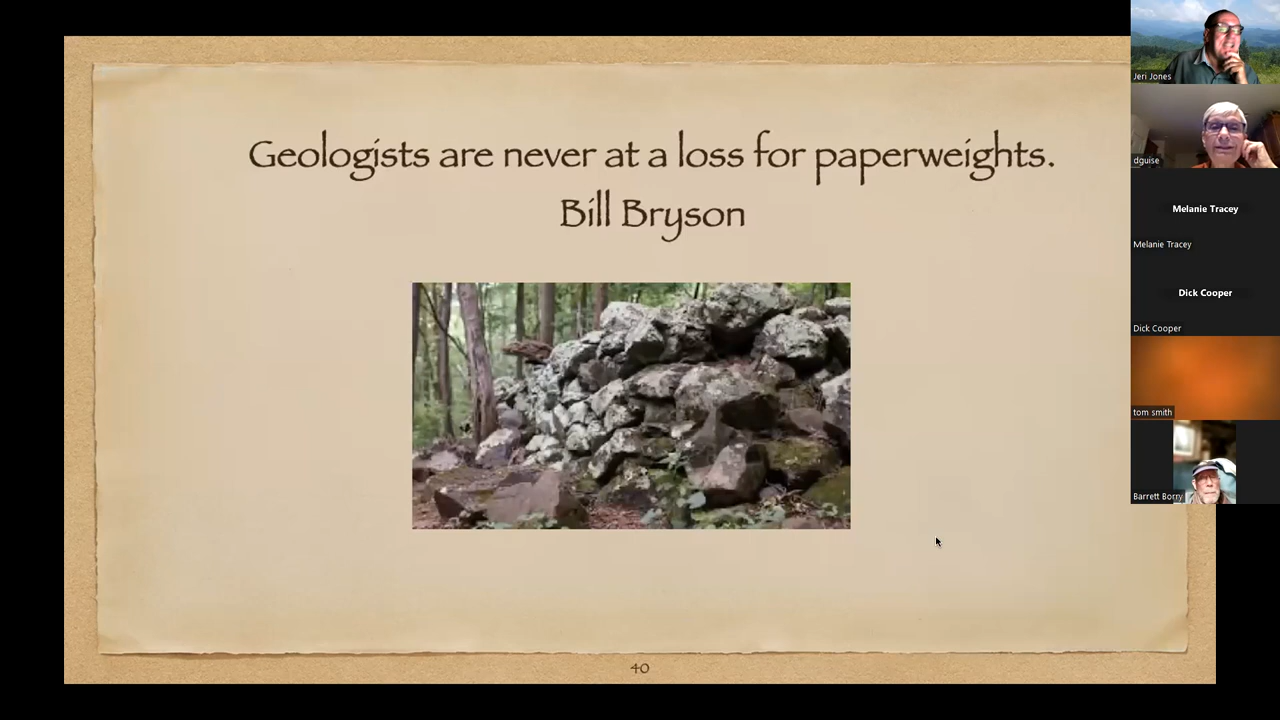 Geologists are never at a loss for paperweights.
Bill Bryson
40
Jeri Jones
dguise
Melanie Tracey
Melanie Tracey
Dick Cooper
Dick Cooper
tom smith
Barrett Borry